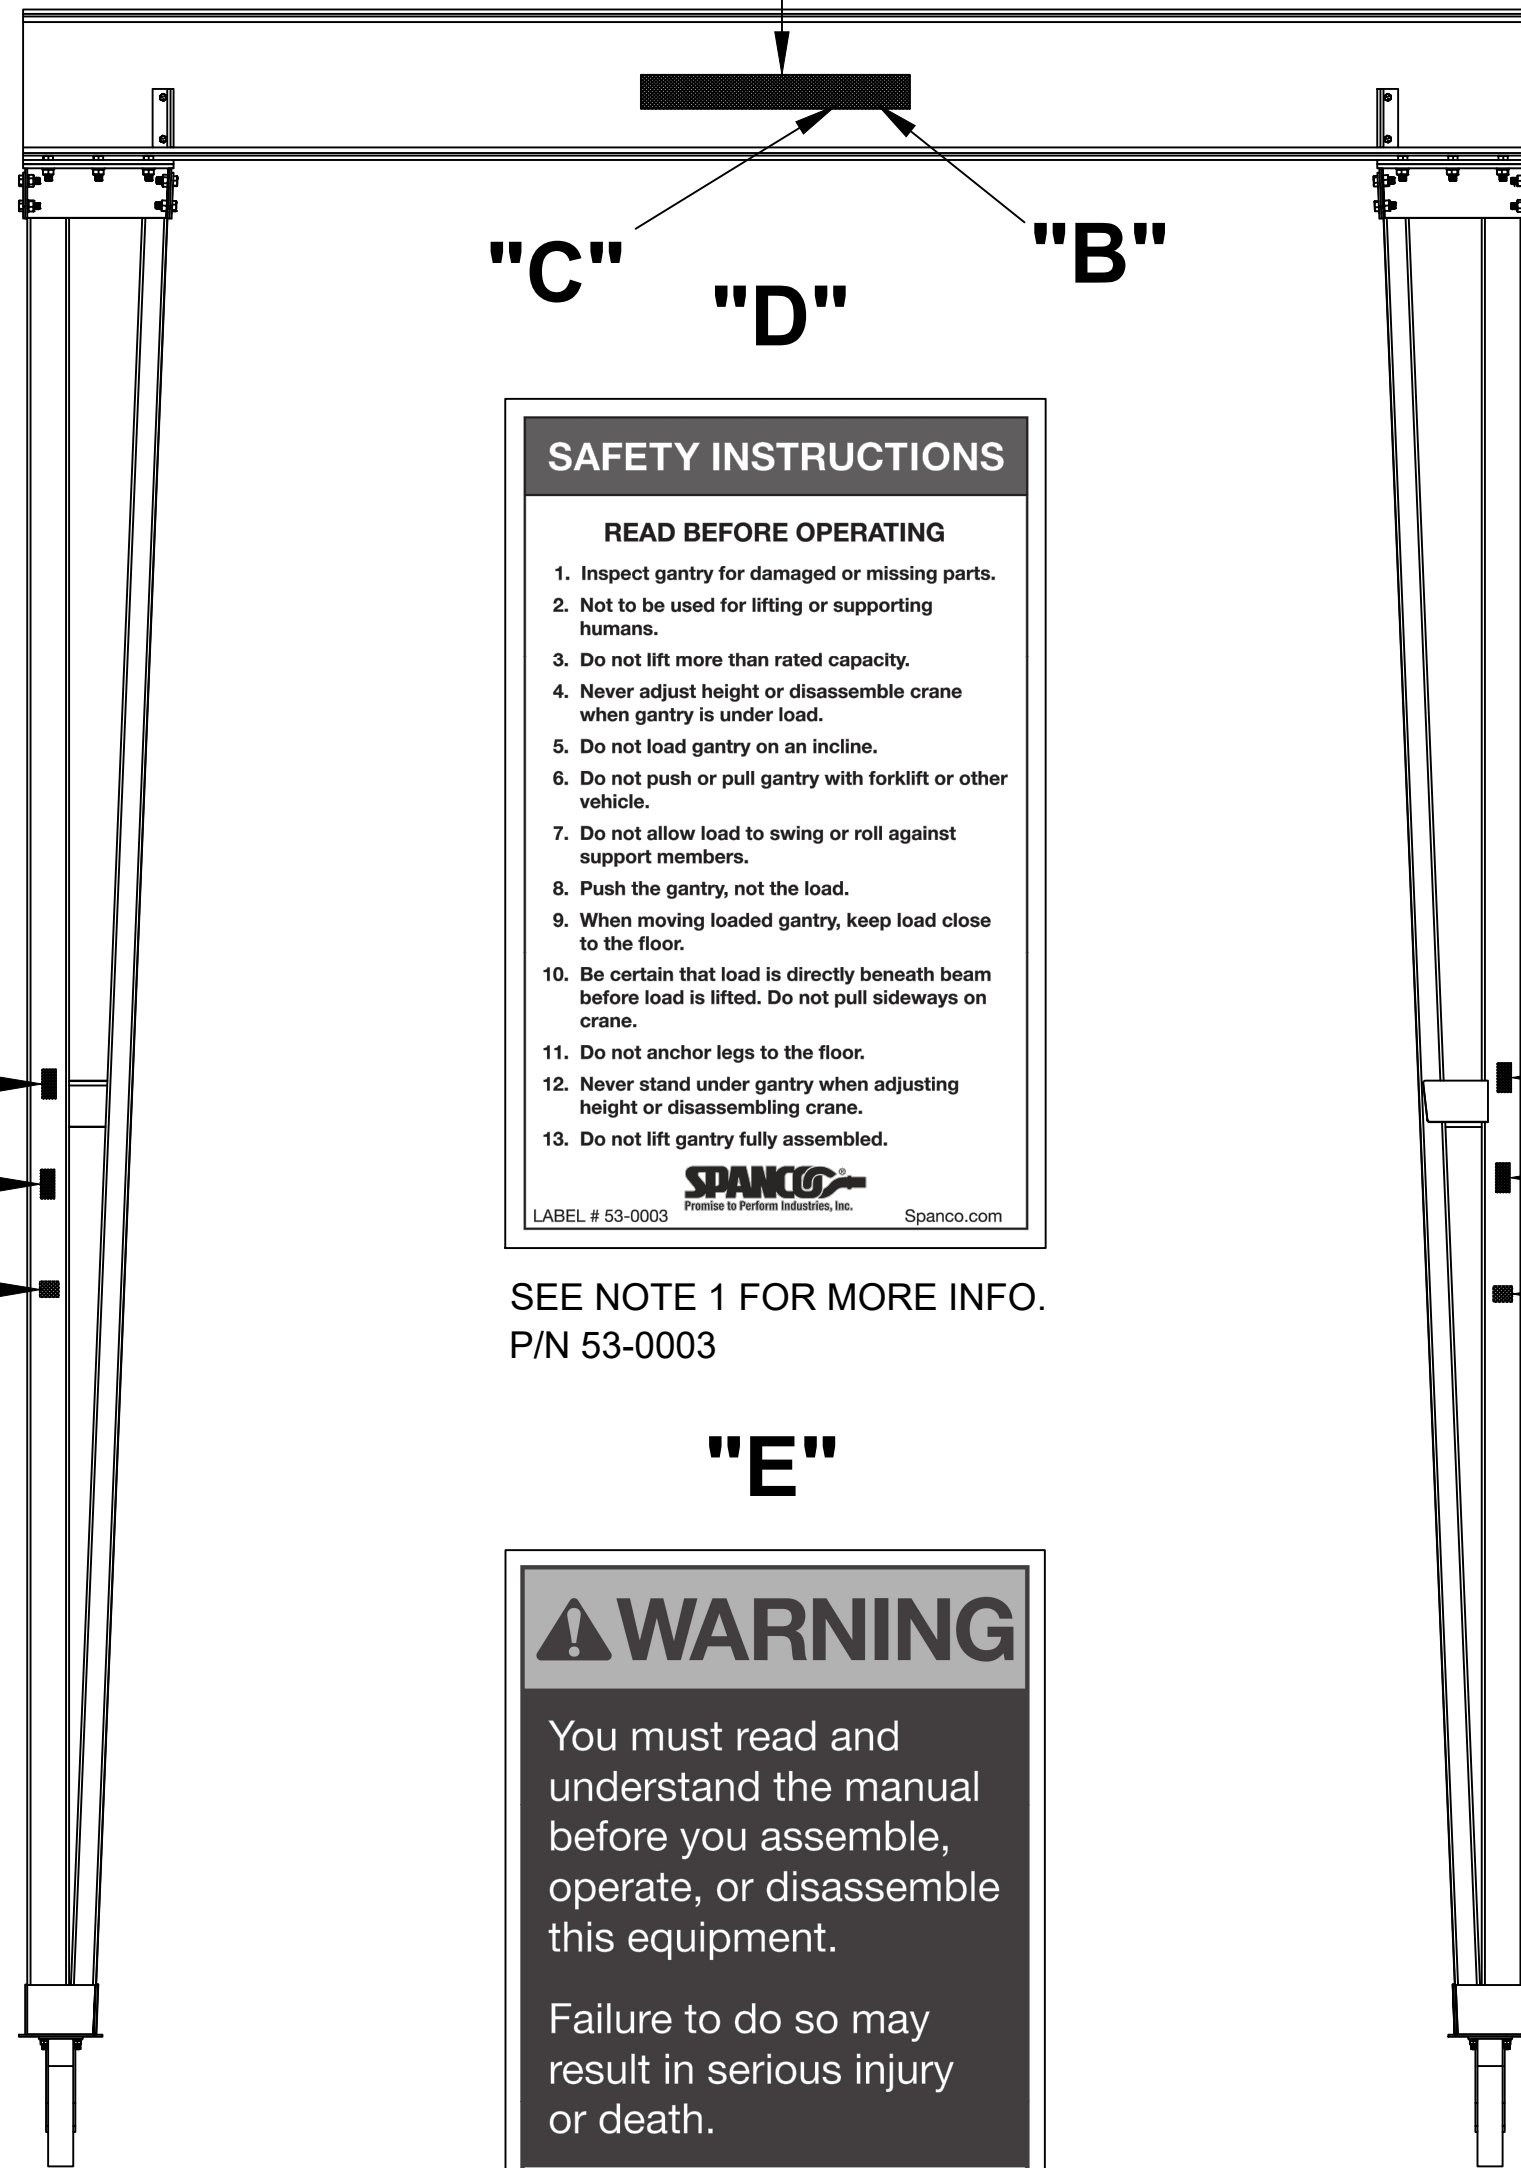 "C"
"B"
"D"
SAFETY INSTRUCTIONS
READ BEFORE OPERATING
1. Inspect gantry for damaged or missing parts.
2. Not to be used for lifting or supporting
humans.
3. Do not lift more than rated capacity.
4. Never adjust height or disassemble crane
when gantry is under load.
5. Do not load gantry on an incline.
6. Do not push or pull gantry with forklift or other
vehicle.
7. Do not allow load to swing or roll against
support members.
8. Push the gantry, not the load.
9. When moving loaded gantry, keep load close
to the floor.
10. Be certain that load is directly beneath beam
before load is lifted. Do not pull sideways on
crane.
11. Do not anchor legs to the floor.
12. Never stand under gantry when adjusting
height or disassembling crane.
13. Do not lift gantry fully assembled.
SPANCO®
Promise to Perform Industries, Inc.
LABEL # 53-0003
Spanco.com
SEE NOTE 1 FOR MORE INFO.
P/N 53-0003
"E"
WARNING
You must read and
understand the manual
before you assemble,
operate, or disassemble
this equipment.
Failure to do so may
result in serious injury
or death.